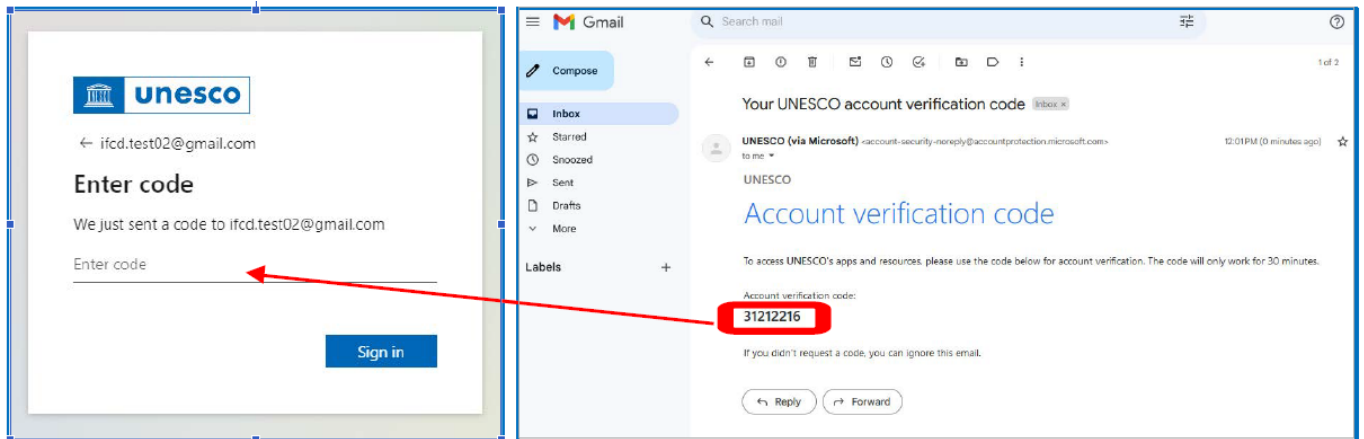 unesco
← ifcd.test02@gmail.com
Enter code
We just sent a code to ifcd.test02@gmail.com
Enter code
Sign in
Gmail
Search mail
Compose
1 of 2
Inbox
Starred
Snoozed
Sent
Drafts
More
Labels +
Your UNESCO account verification code Inbox ×
UNESCO (via Microsoft) <account-security-noreply@accountprotection.microsoft.com> 12:01 PM (0 minutes ago)
to me
UNESCO
Account verification code
To access UNESCO's apps and resources, please use the code below for account verification. The code will only work for 30 minutes.
Account verification code:
31212216
If you didn't request a code, you can ignore this email.
Reply Forward